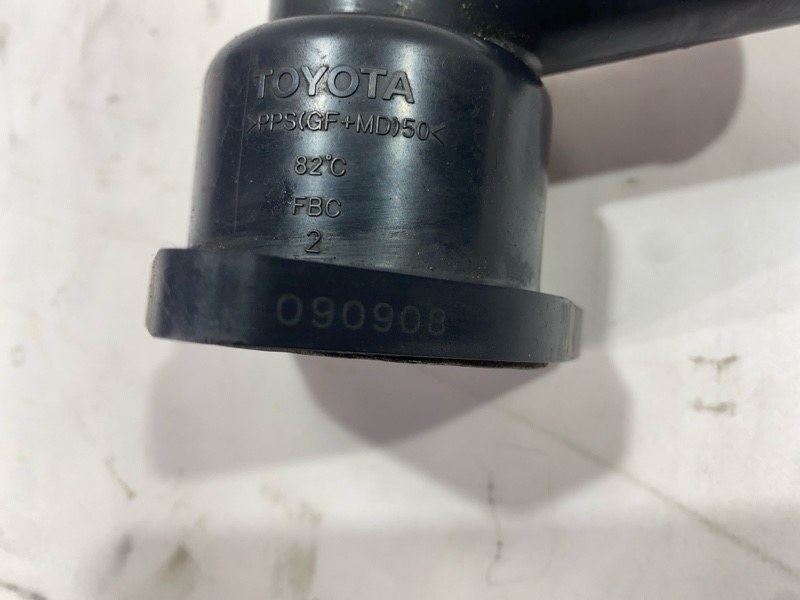 TOYOTA
>PPS(GF+MD)50<
82℃
FBC
2
090908